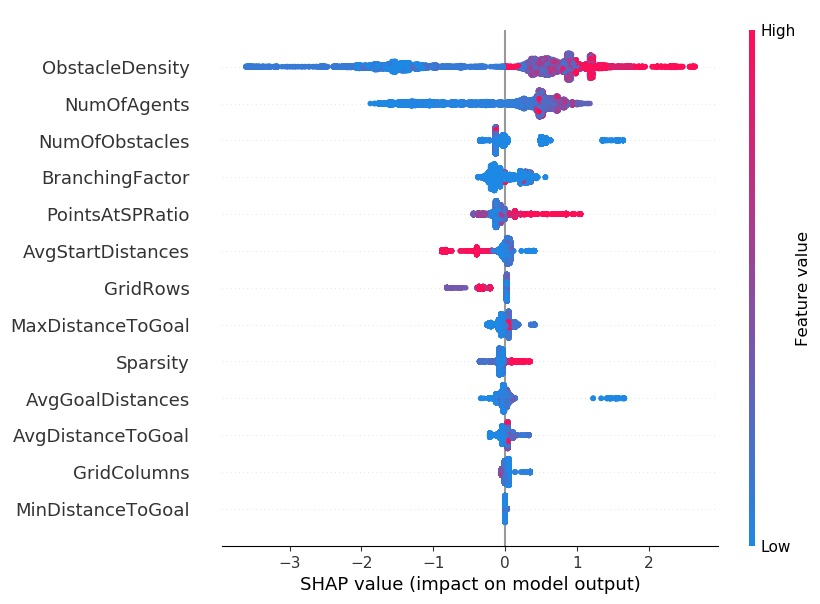 High
ObstacleDensity
NumOfAgents
NumOfObstacles
BranchingFactor
PointsAtSPRatio
AvgStartDistances
GridRows
MaxDistanceToGoal
Sparsity
AvgGoalDistances
AvgDistanceToGoal
GridColumns
MinDistanceToGoal
Feature value
Low
−3 −2 −1 0 1 2
SHAP value (impact on model output)